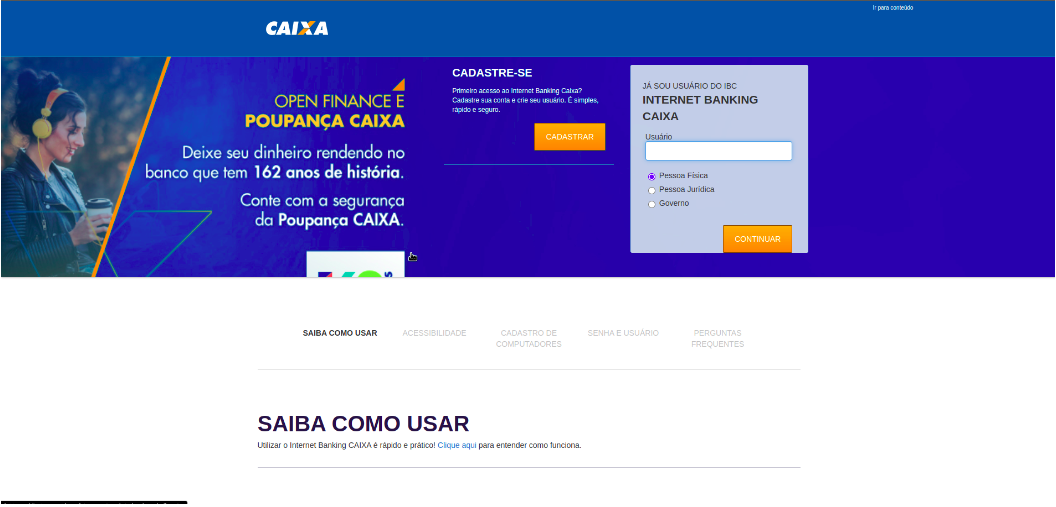 Ir para conteúdo
CAIXA
OPEN FINANCE E
POUPANÇA CAIXA
Deixe seu dinheiro rendendo no
banco que tem 162 anos de história.
Conte com a segurança
da Poupança CAIXA.
CADASTRE-SE
Primeiro acesso ao Internet Banking Caixa?
Cadastre sua conta e crie seu usuário. É simples,
rápido e seguro.
CADASTRAR
JÁ SOU USUÁRIO DO IBC
INTERNET BANKING
CAIXA
Usuário
Pessoa Física
Pessoa Jurídica
Governo
CONTINUAR
SAIBA COMO USAR
ACESSIBILIDADE
CADASTRO DE
COMPUTADORES
SENHA E USUÁRIO
PERGUNTAS
FREQUENTES
SAIBA COMO USAR
Utilizar o Internet Banking CAIXA é rápido e prático! Clique aqui para entender como funciona.